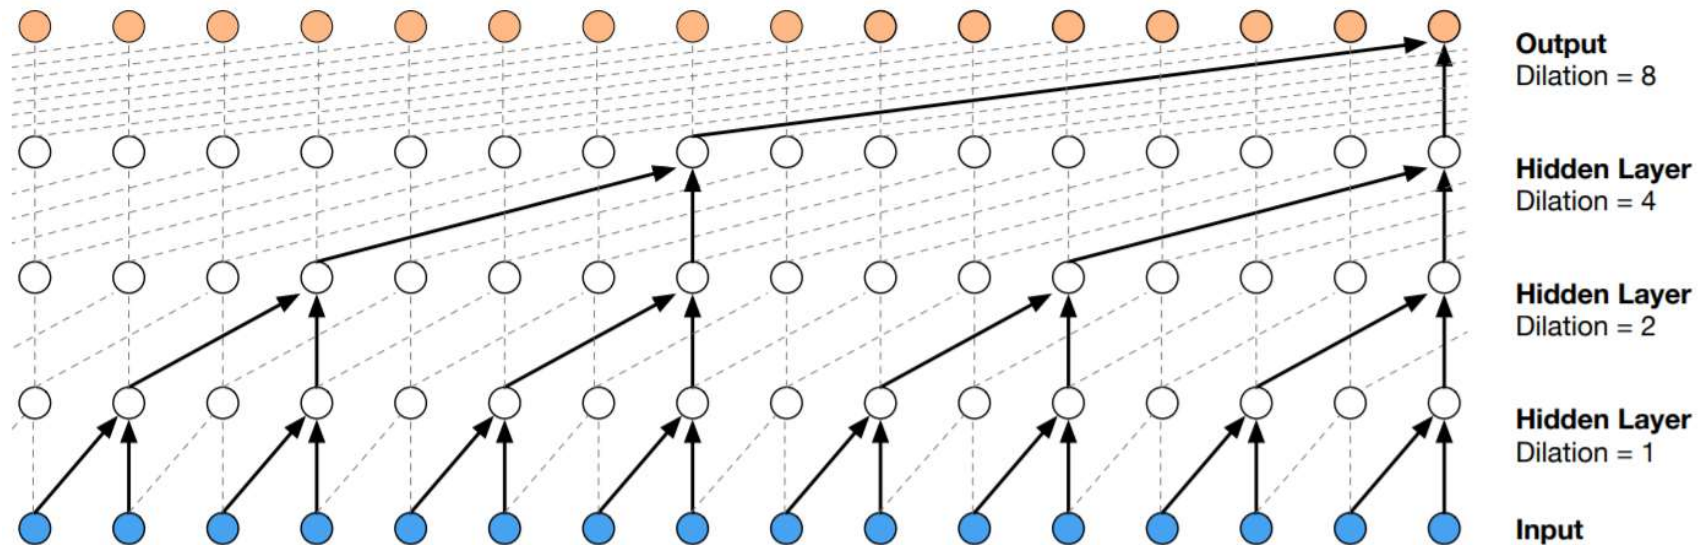 Output
Dilation = 8
Hidden Layer
Dilation = 4
Hidden Layer
Dilation = 2
Hidden Layer
Dilation = 1
Input